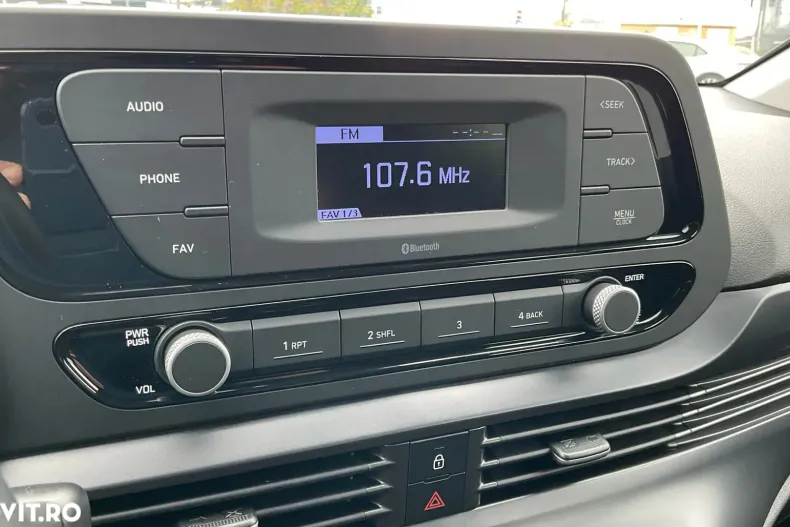 AUDIO
PHONE
FAV
FM
--:--
107.6 MHz
FAV 1/3
Bluetooth
<SEEK
TRACK>
MENU
CLOCK
PWR
PUSH
VOL
1 RPT
2 SHFL
3
4 BACK
ENTER
VIT.RO